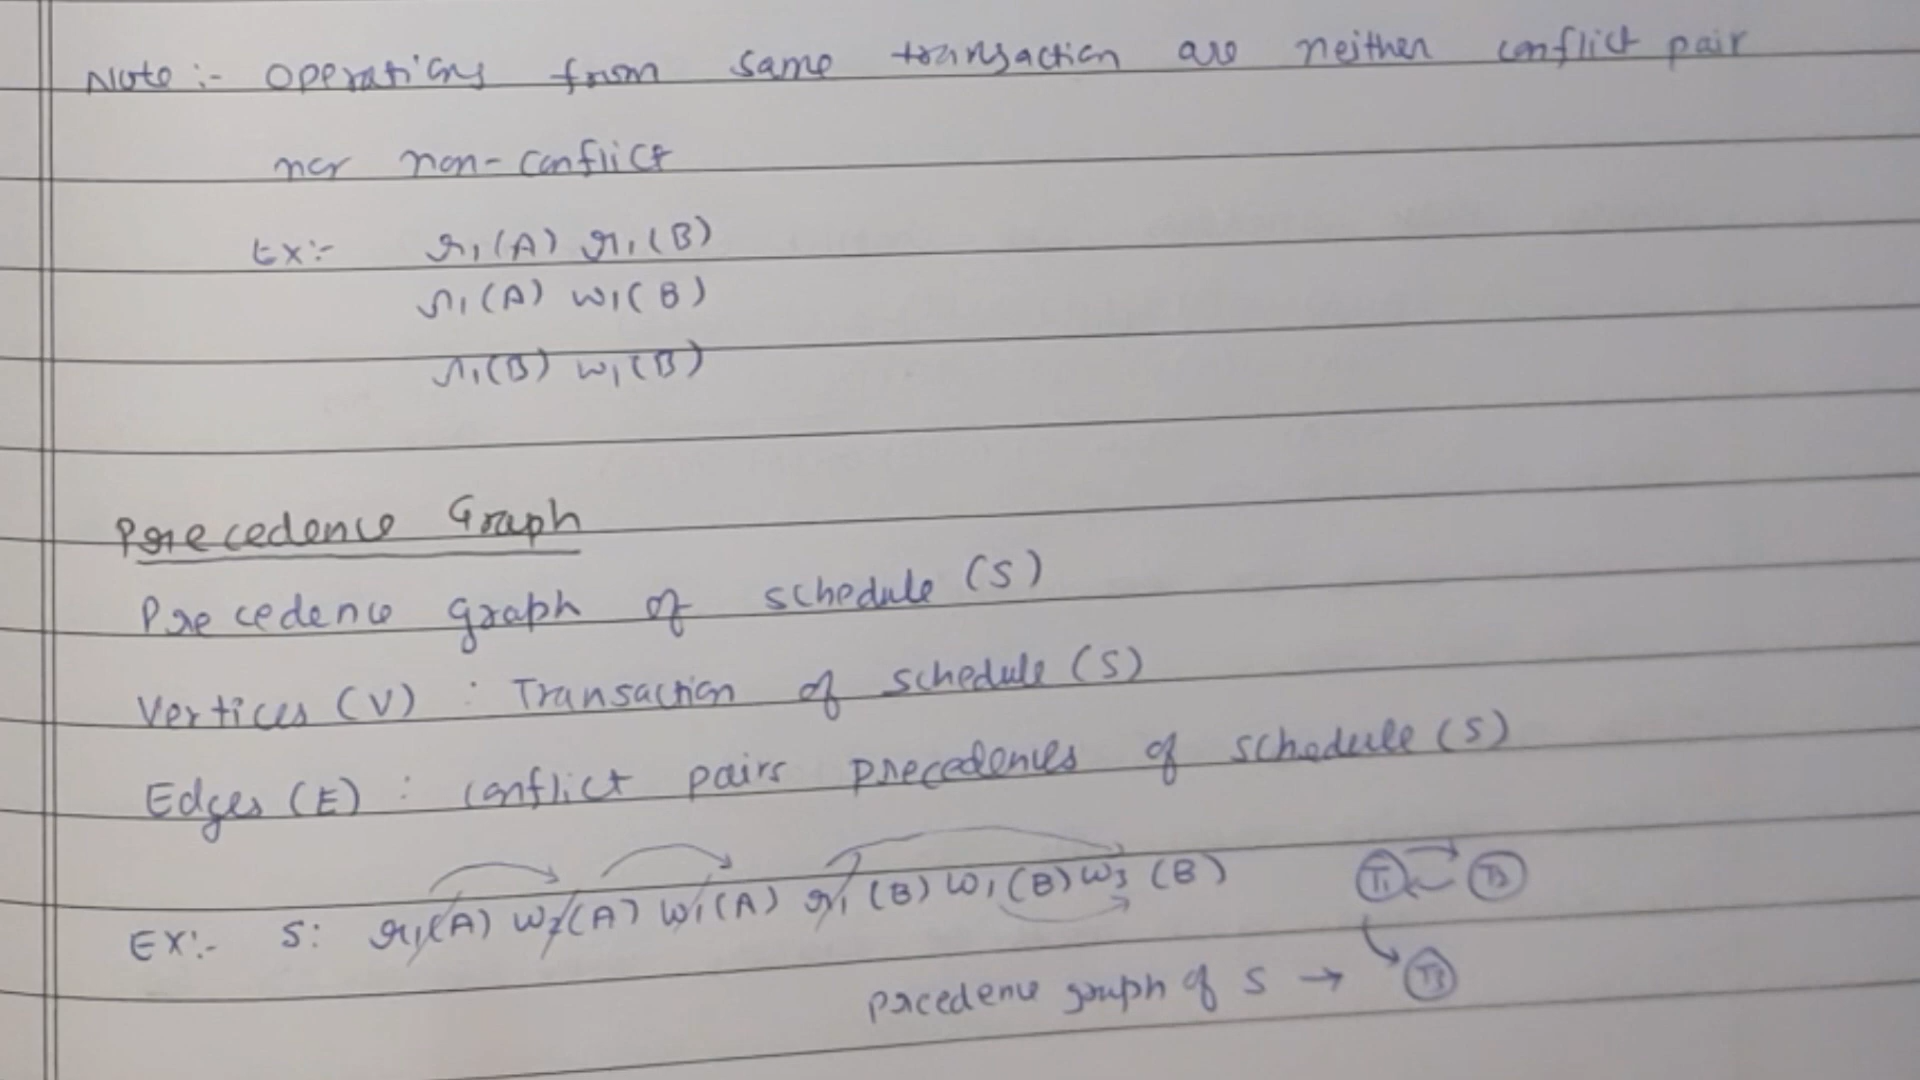 Note :- operations from same transaction are neither conflict pair
nor non-conflict
Ex:- r₁(A) r₁(B)
r₁(A) w₁(B)
r₁(B) w₁(B)
Precedence Graph
Precedence graph of schedule (S)
Vertices (V) : Transaction of schedule (S)
Edges (E) : conflict pairs precedences of schedule (S)
Ex:- S: r₁(A) w₂(A) w₁(A) r₁(B) w₁(B) w₃(B) T₁ T₂
precedence graph of S → T₃